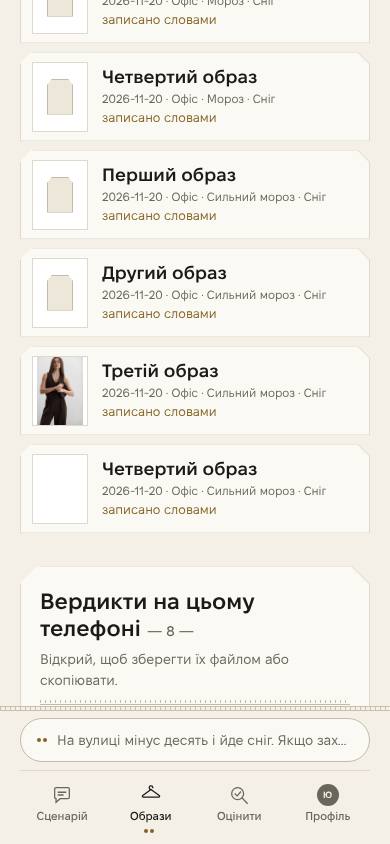 2026-11-20 · Офіс · Мороз · Сніг
записано словами
Четвертий образ
2026-11-20 · Офіс · Мороз · Сніг
записано словами
Перший образ
2026-11-20 · Офіс · Сильний мороз · Сніг
записано словами
Другий образ
2026-11-20 · Офіс · Сильний мороз · Сніг
записано словами
Третій образ
2026-11-20 · Офіс · Сильний мороз · Сніг
записано словами
Четвертий образ
2026-11-20 · Офіс · Сильний мороз · Сніг
записано словами
Вердикти на цьому
телефоні — 8 —
Відкрий, щоб зберегти їх файлом або
скопіювати.
На вулиці мінус десять і йде сніг. Якщо зах...
Ю
Сценарій Образи Оцінити Профіль